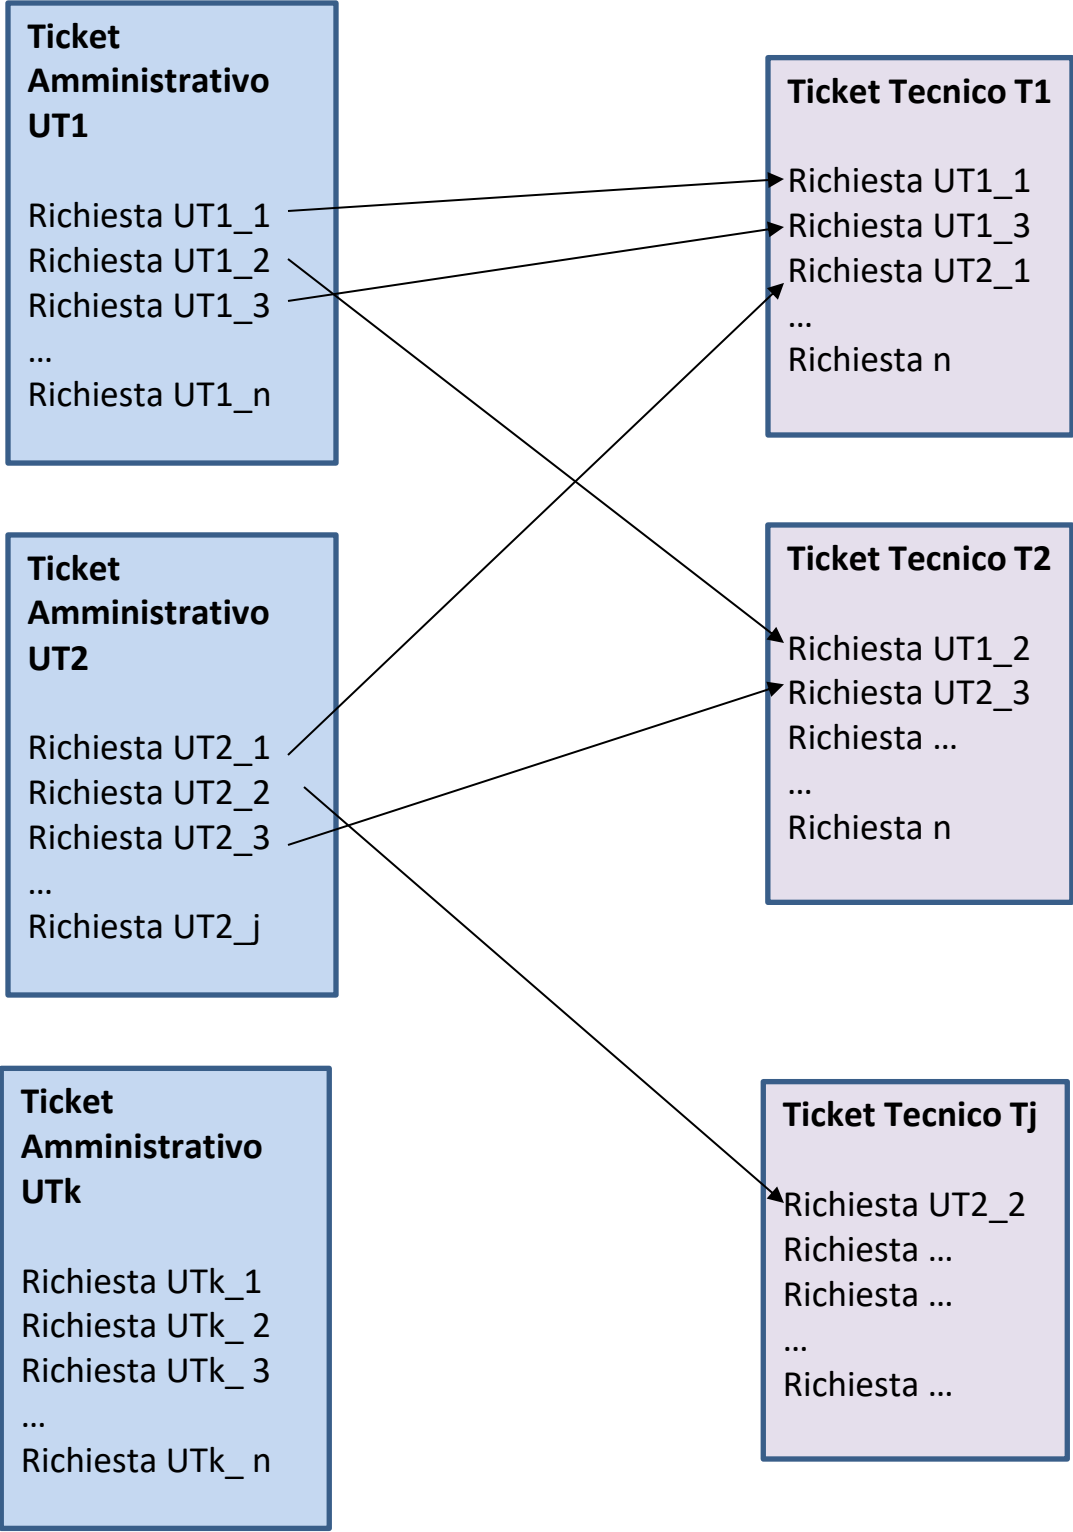 Ticket
Amministrativo
UT1
Richiesta UT1_1
Richiesta UT1_2
Richiesta UT1_3
…
Richiesta UT1_n
Ticket Tecnico T1
Richiesta UT1_1
Richiesta UT1_3
Richiesta UT2_1
…
Richiesta n
Ticket
Amministrativo
UT2
Richiesta UT2_1
Richiesta UT2_2
Richiesta UT2_3
…
Richiesta UT2_j
Ticket Tecnico T2
Richiesta UT1_2
Richiesta UT2_3
Richiesta …
…
Richiesta n
Ticket
Amministrativo
UTk
Richiesta UTk_1
Richiesta UTk_ 2
Richiesta UTk_ 3
…
Richiesta UTk_ n
Ticket Tecnico Tj
Richiesta UT2_2
Richiesta …
Richiesta …
…
Richiesta …